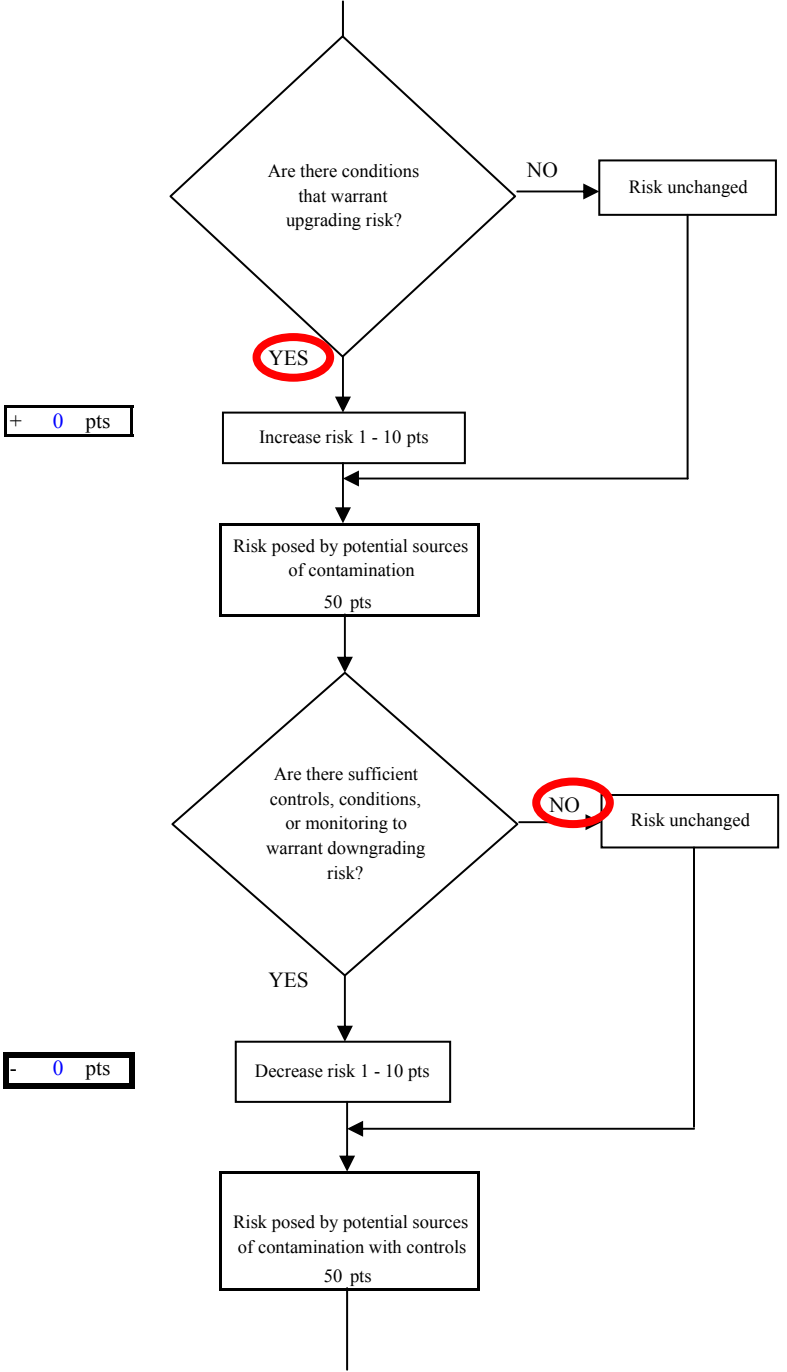 Are there conditions
that warrant
upgrading risk?
NO
Risk unchanged
YES
+ 0 pts
Increase risk 1 - 10 pts
Risk posed by potential sources
of contamination
50 pts
Are there sufficient
controls, conditions,
or monitoring to
warrant downgrading
risk?
NO
Risk unchanged
YES
- 0 pts
Decrease risk 1 - 10 pts
Risk posed by potential sources
of contamination with controls
50 pts